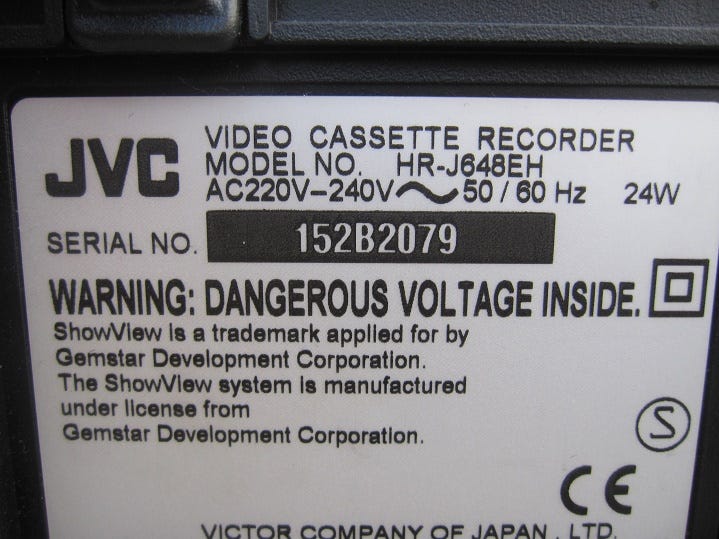 JVC
VIDEO CASSETTE RECORDER
MODEL NO. HR-J648EH
AC220V–240V～50 / 60 Hz 24W
SERIAL NO. 152B2079
WARNING: DANGEROUS VOLTAGE INSIDE.
ShowView is a trademark applied for by
Gemstar Development Corporation.
The ShowView system is manufactured
under license from
Gemstar Development Corporation.
S
CE
VICTOR COMPANY OF JAPAN, LTD.